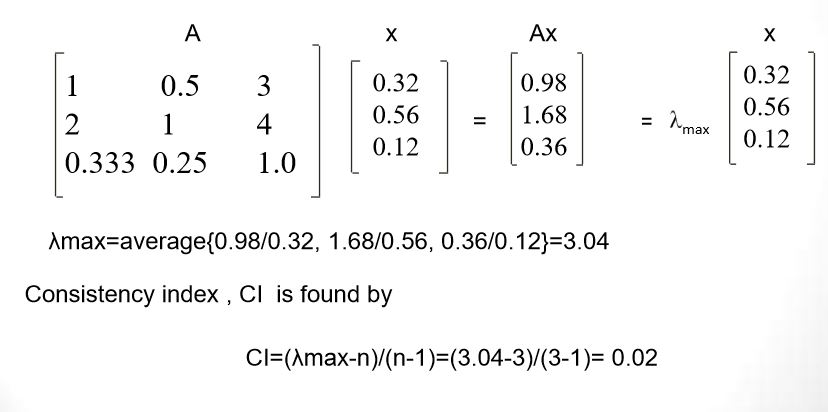 A x Ax x
1 0.5 3 0.32 0.98 0.32
2 1 4 0.56 = 1.68 = λmax 0.56
0.333 0.25 1.0 0.12 0.36 0.12
λmax=average{0.98/0.32, 1.68/0.56, 0.36/0.12}=3.04
Consistency index , CI is found by
CI=(λmax-n)/(n-1)=(3.04-3)/(3-1)= 0.02